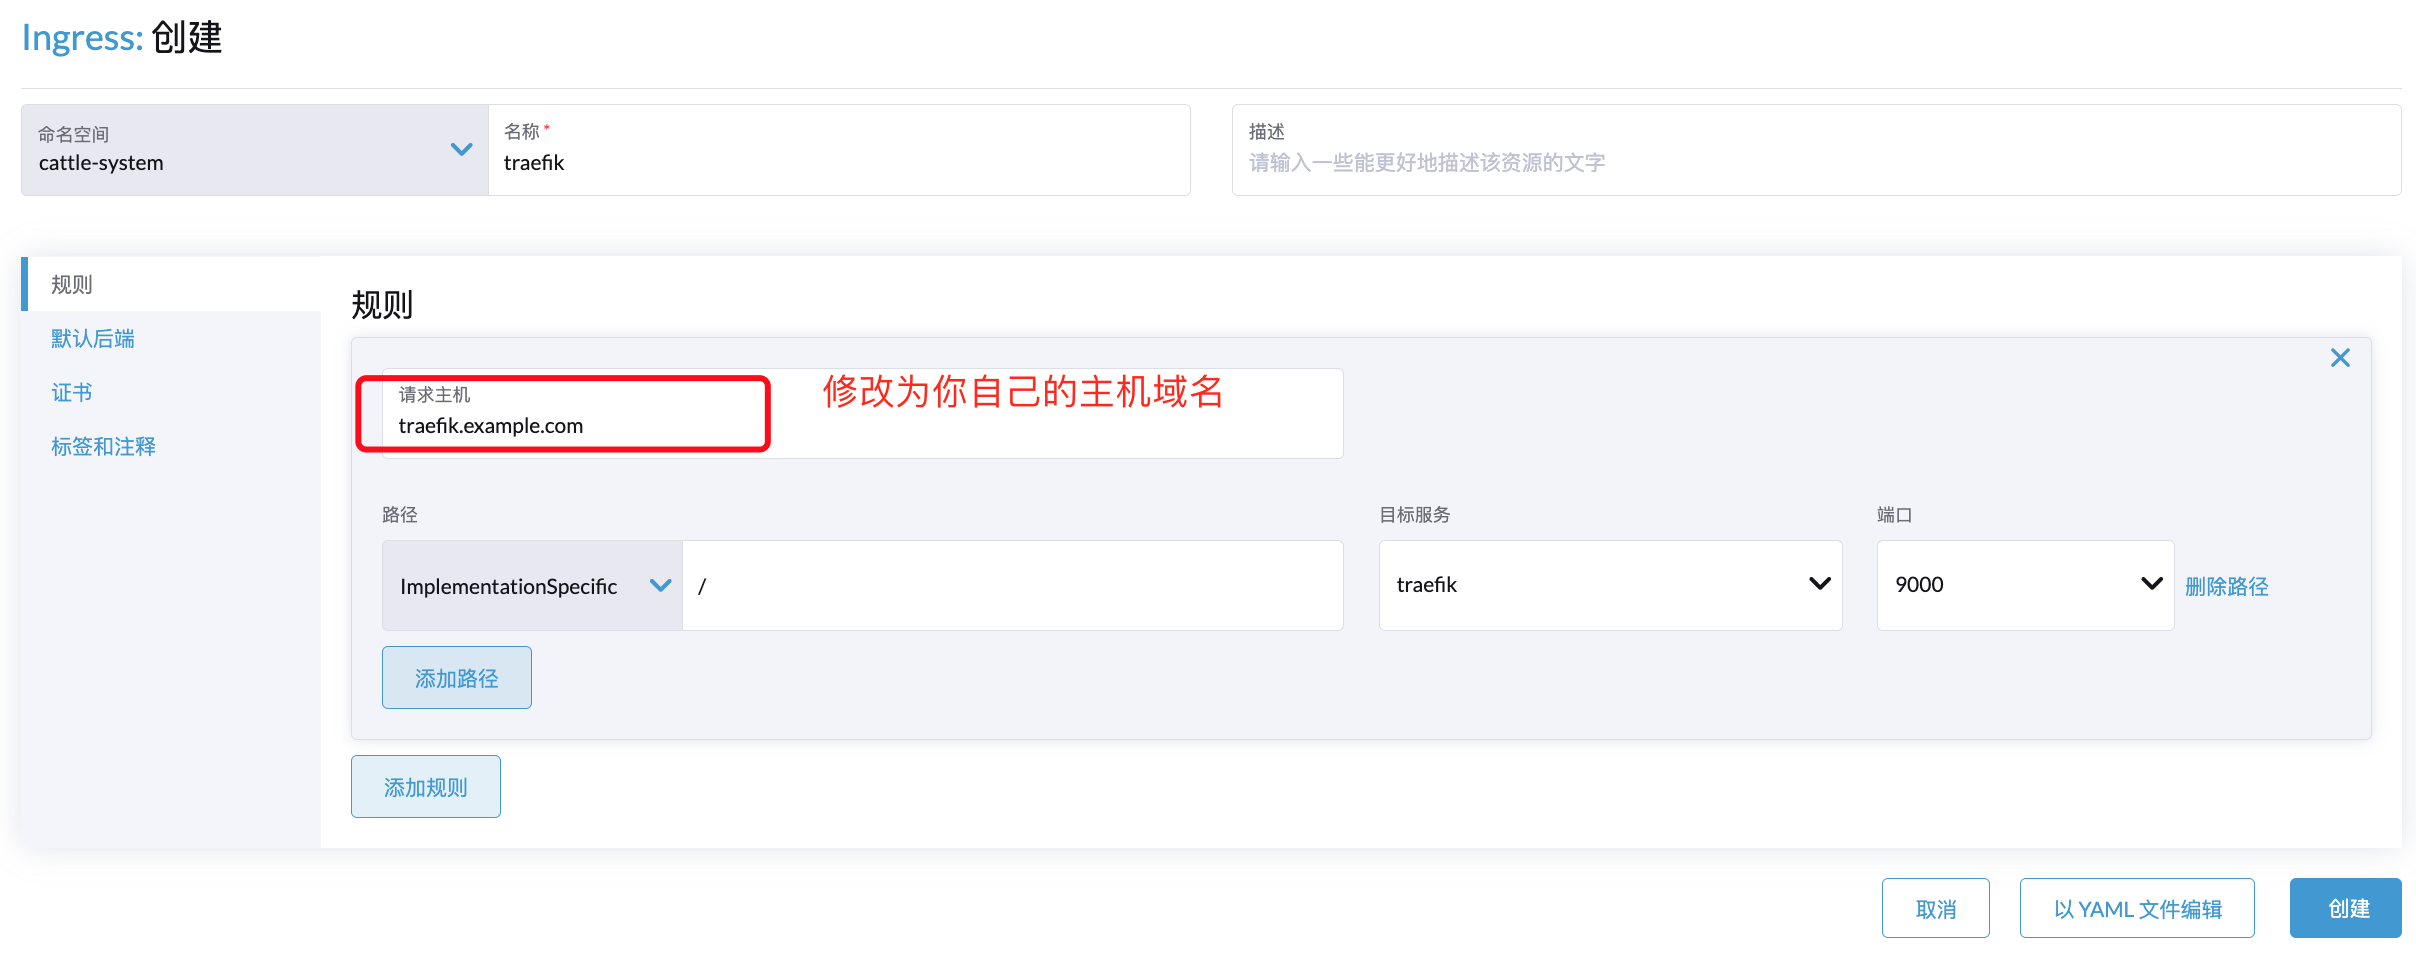 Ingress: 创建
命名空间
cattle-system
名称 *
traefik
描述
请输入一些能更好地描述该资源的文字
规则
默认后端
证书
标签和注释
规则
请求主机
traefik.example.com
修改为你自己的主机域名
路径
目标服务
端口
ImplementationSpecific
/
traefik
9000
删除路径
添加路径
添加规则
取消
以 YAML 文件编辑
创建